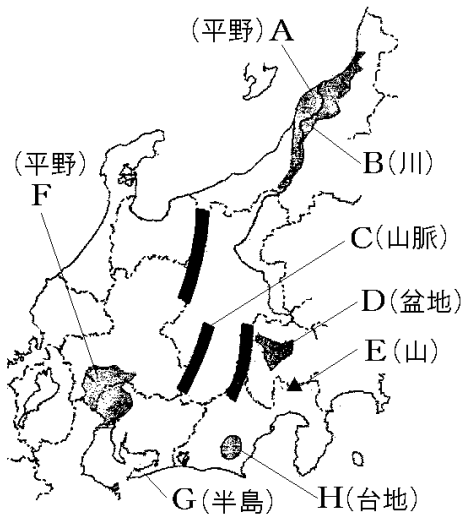 (平野)A
B(川)
(平野)
F
C(山脈)
D(盆地)
E(山)
G(半島)
H(台地)